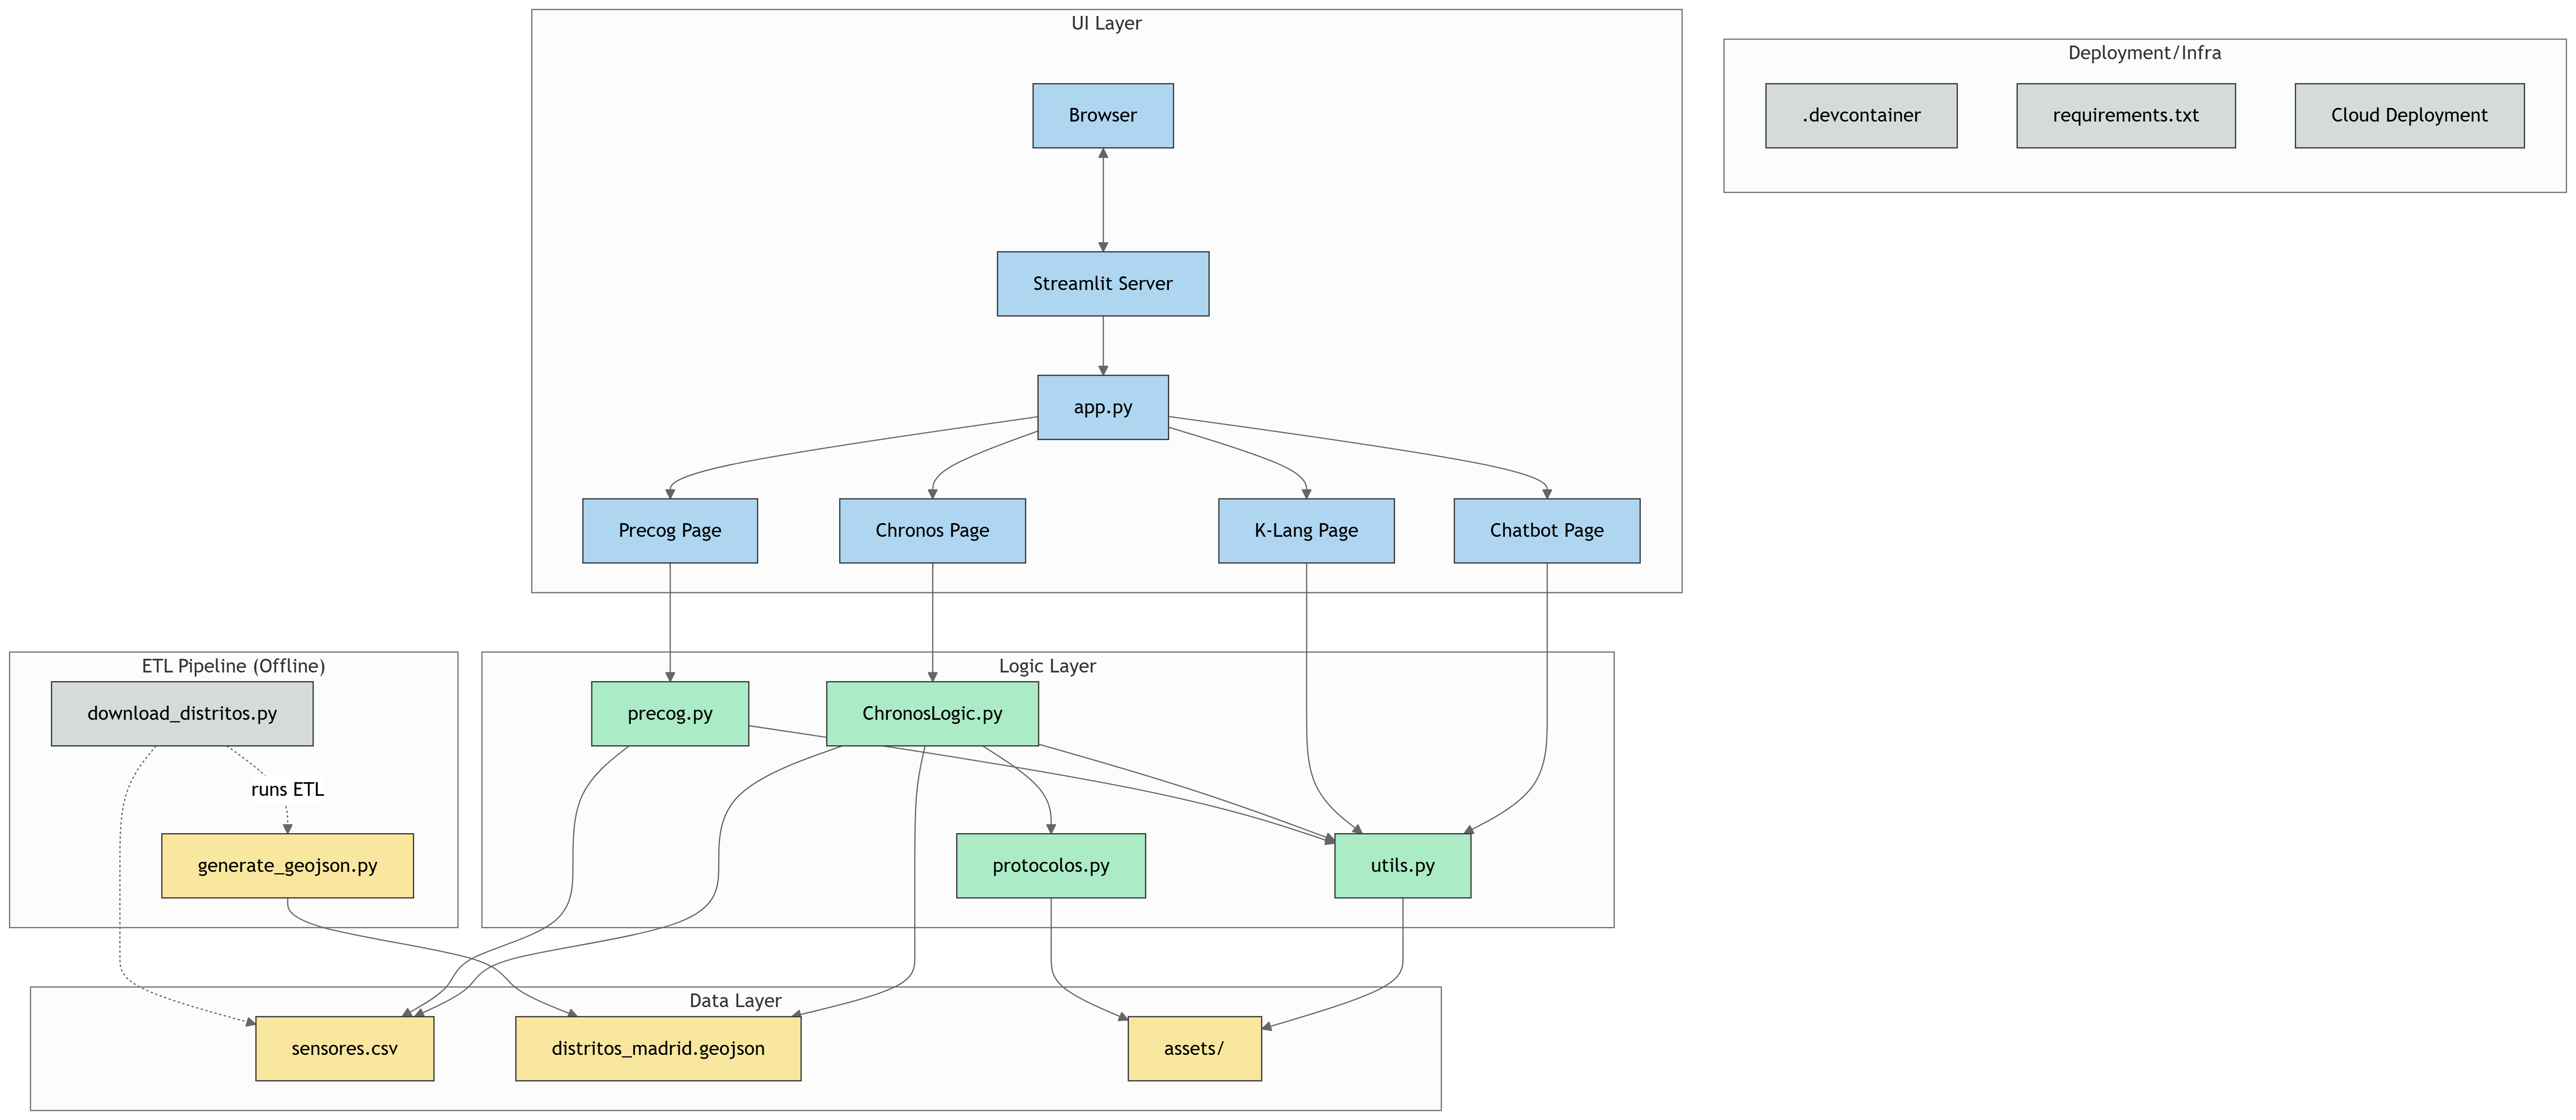 UI Layer
Deployment/Infra
Browser
.devcontainer
requirements.txt
Cloud Deployment
Streamlit Server
app.py
Precog Page
Chronos Page
K-Lang Page
Chatbot Page
ETL Pipeline (Offline)
Logic Layer
download_distritos.py
precog.py
ChronosLogic.py
runs ETL
generate_geojson.py
protocolos.py
utils.py
Data Layer
sensores.csv
distritos_madrid.geojson
assets/